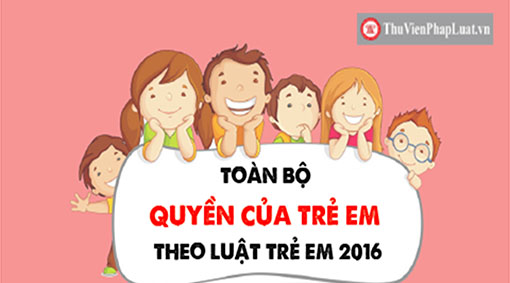 ThuVienPhapLuat.vn
TOÀN BỘ
QUYỀN CỦA TRẺ EM
THEO LUẬT TRẺ EM 2016